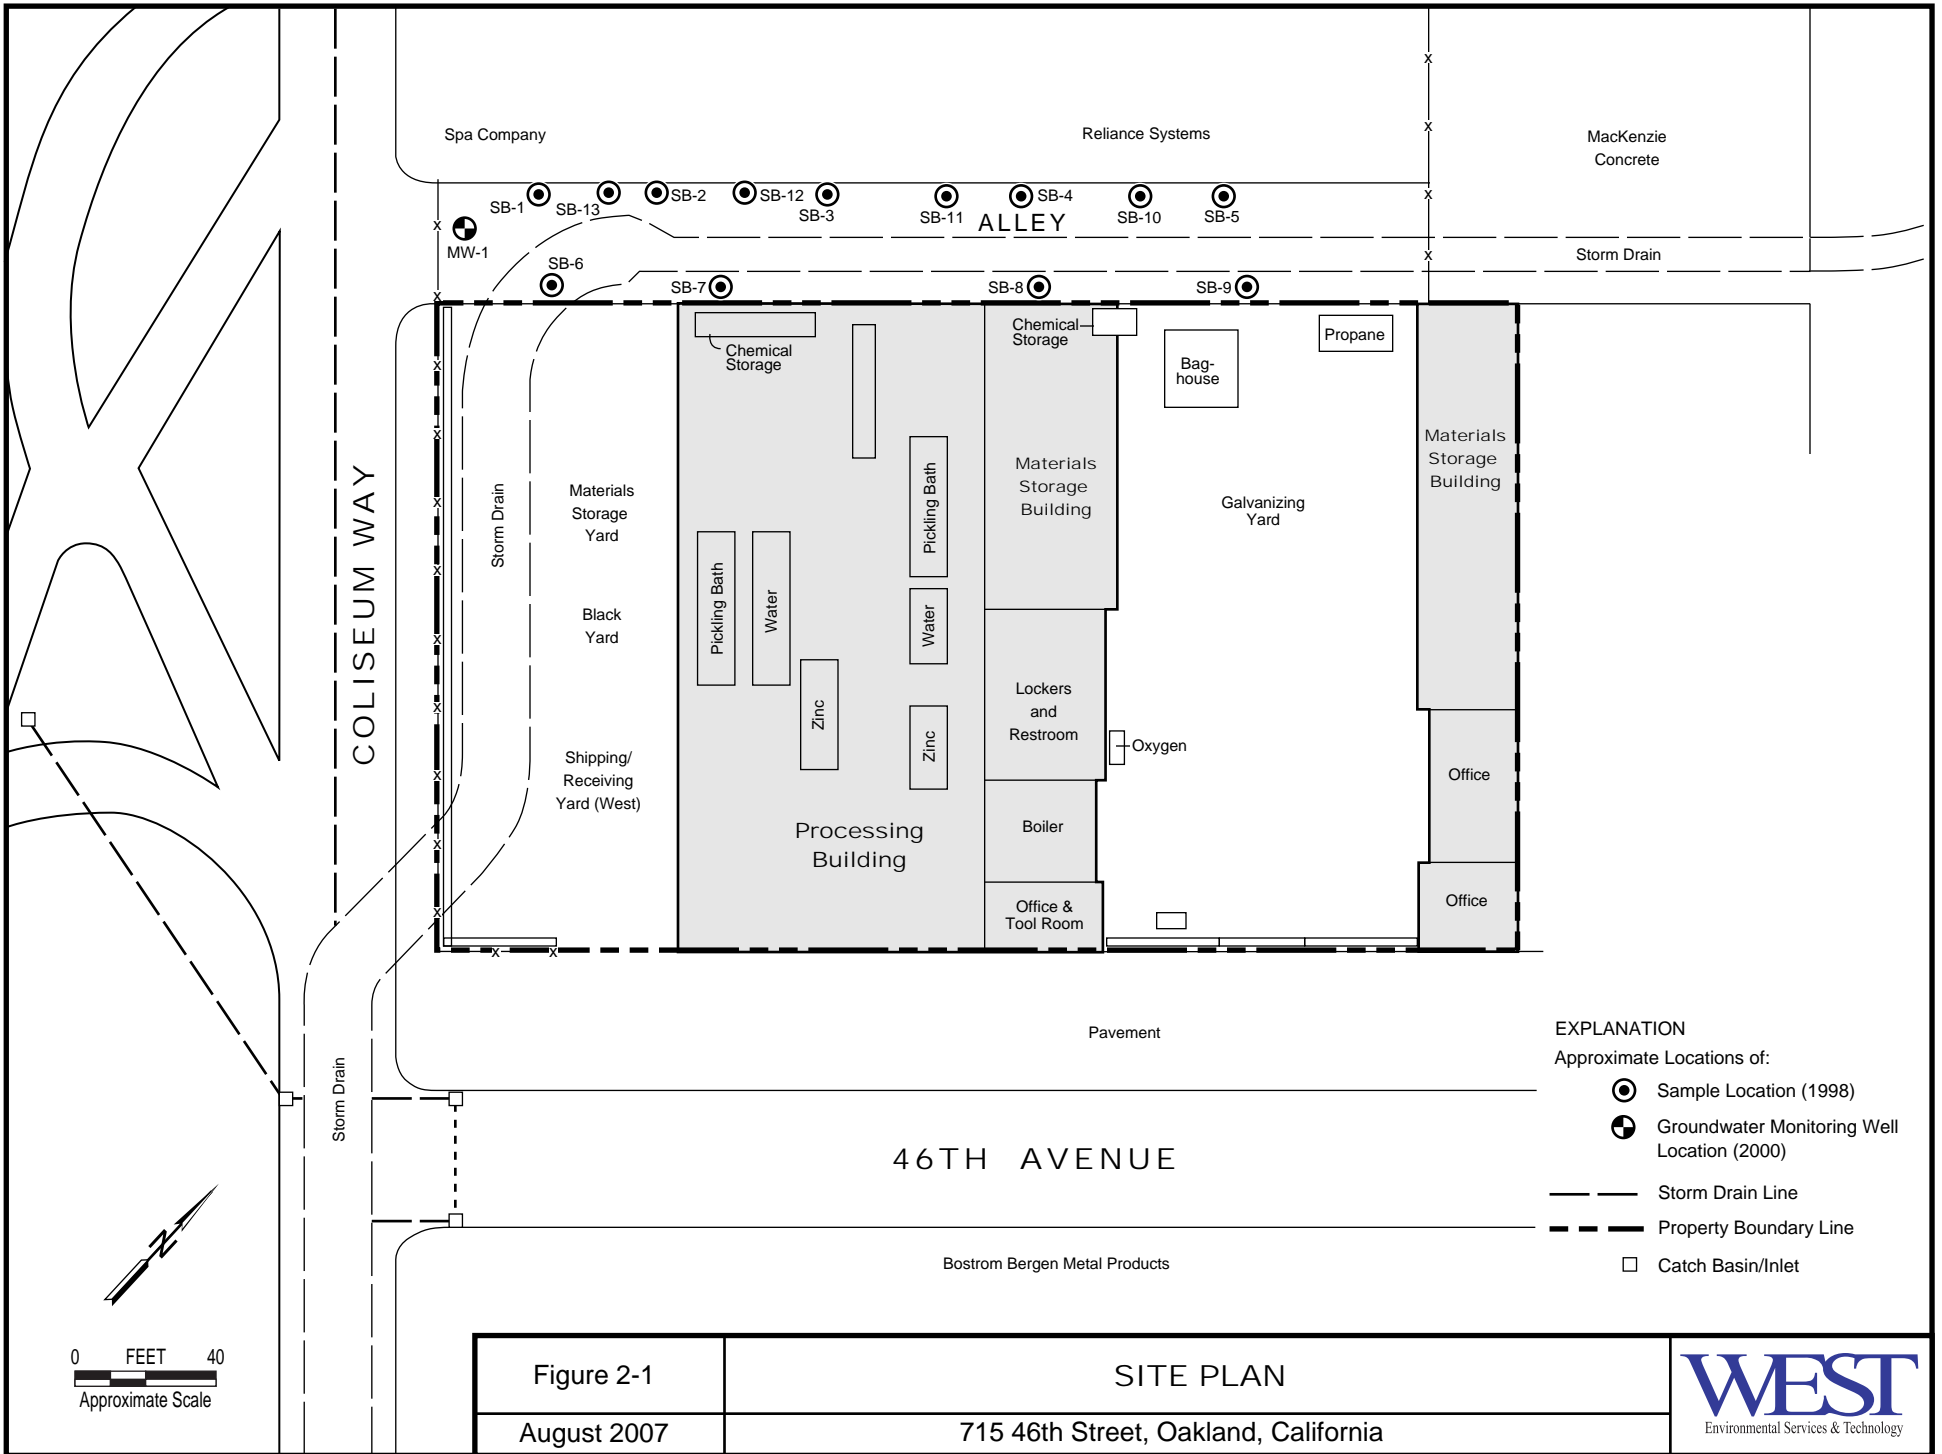 Spa Company
Reliance Systems
MacKenzie
Concrete
SB-1
SB-13
SB-2
SB-12
SB-3
SB-11
SB-4
SB-10
SB-5
ALLEY
MW-1
SB-6
Storm Drain
SB-7
SB-8
SB-9
Chemical
Storage
Chemical
Storage
Bag-
house
Propane
COLISEUM WAY
Storm Drain
Materials
Storage
Yard
Black
Yard
Shipping/
Receiving
Yard (West)
Pickling Bath
Water
Zinc
Pickling Bath
Water
Zinc
Processing
Building
Materials
Storage
Building
Lockers
and
Restroom
Oxygen
Boiler
Office &
Tool Room
Galvanizing
Yard
Materials
Storage
Building
Office
Office
Pavement
Storm Drain
46TH AVENUE
Bostrom Bergen Metal Products
EXPLANATION
Approximate Locations of:
Sample Location (1998)
Groundwater Monitoring Well
Location (2000)
Storm Drain Line
Property Boundary Line
Catch Basin/Inlet
N
0 FEET 40
Approximate Scale
Figure 2-1
SITE PLAN
August 2007
715 46th Street, Oakland, California
WEST
Environmental Services & Technology